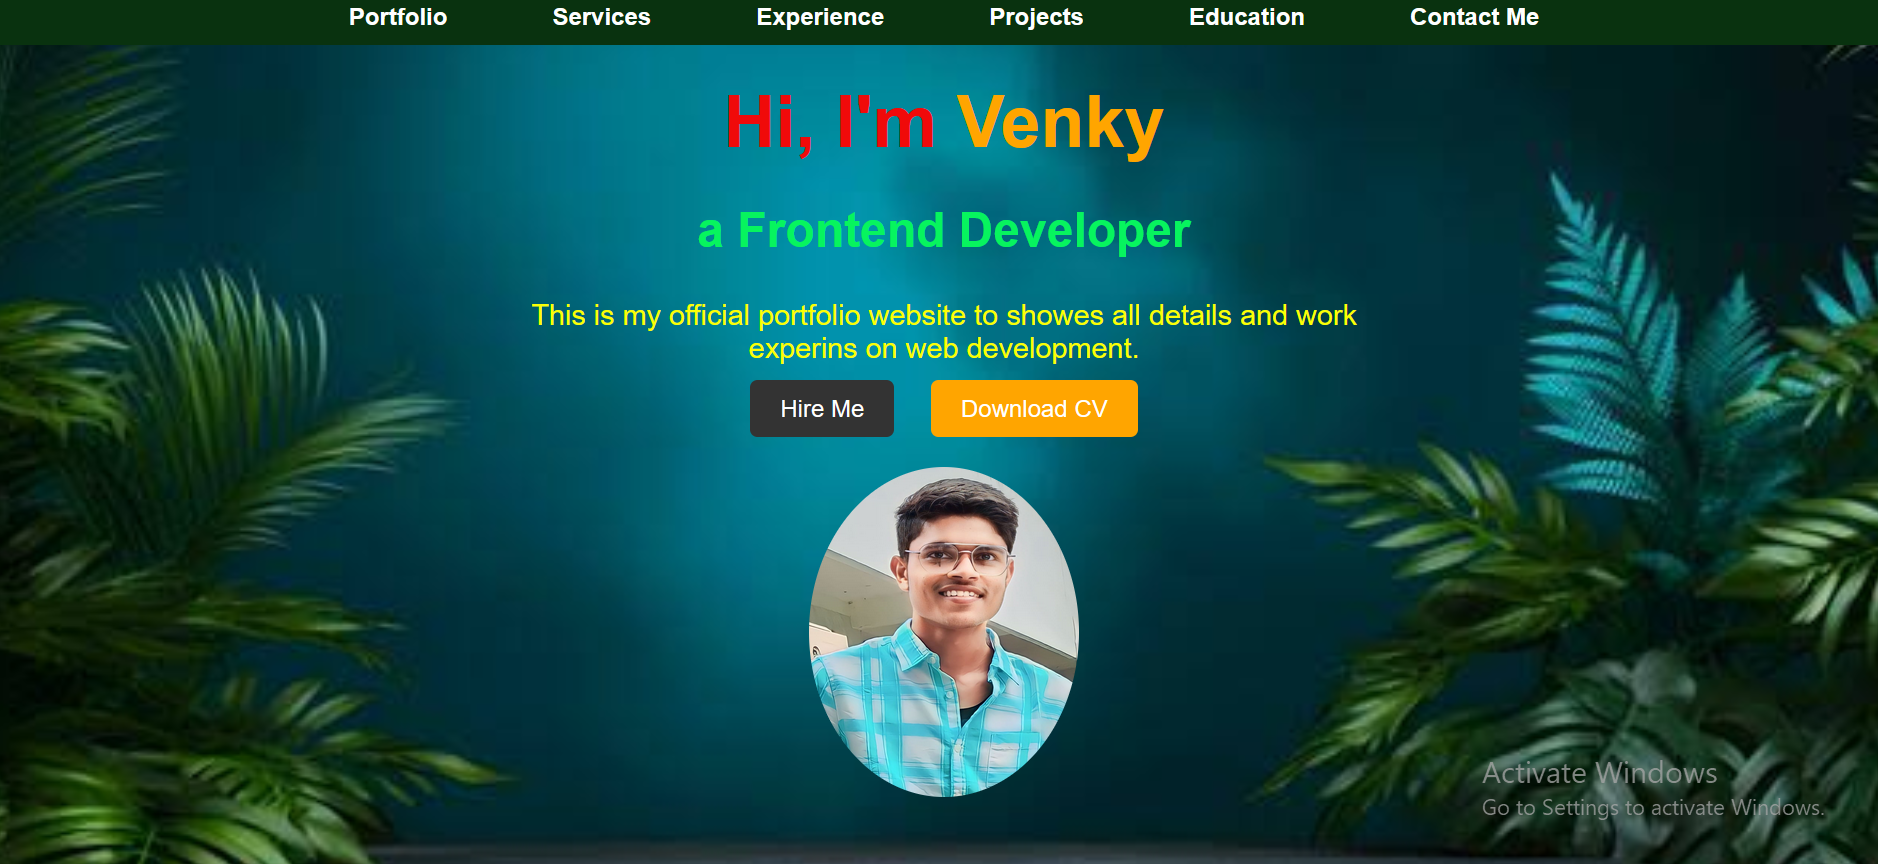 Portfolio Services Experience Projects Education Contact Me
Hi, I'm Venky
a Frontend Developer
This is my official portfolio website to showes all details and work
experins on web development.
Hire Me Download CV
Activate Windows
Go to Settings to activate Windows.